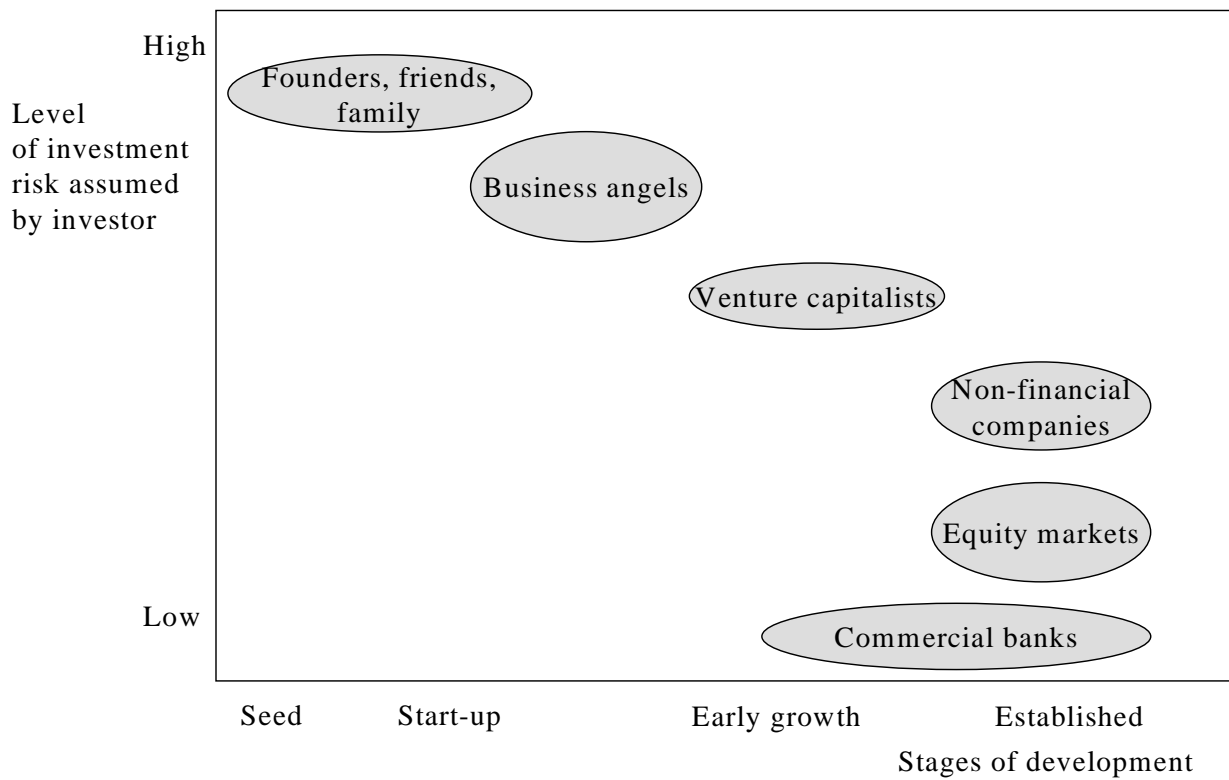 High
Founders, friends,
family
Level
of investment
risk assumed
by investor
Business angels
Venture capitalists
Non-financial
companies
Equity markets
Low
Commercial banks
Seed
Start-up
Early growth
Established
Stages of development